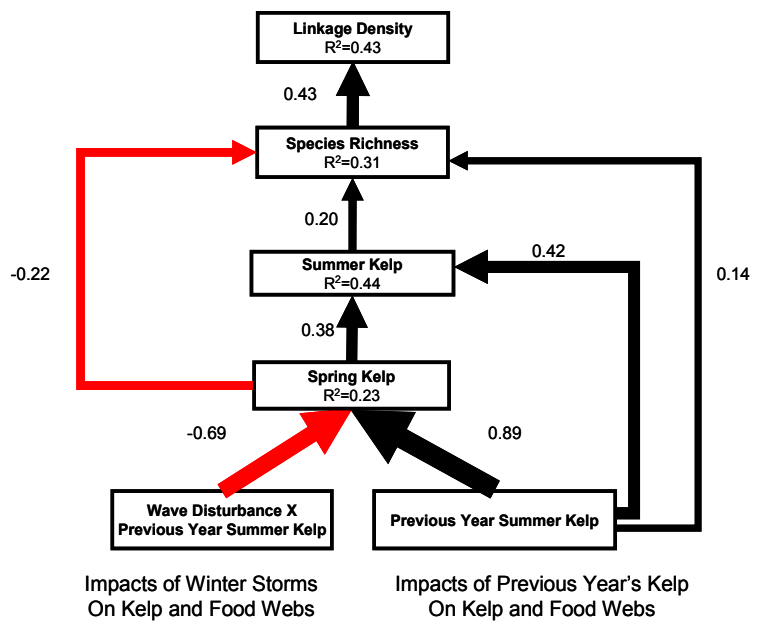 Linkage Density
R²=0.43
0.43
Species Richness
R²=0.31
0.20
0.42
Summer Kelp
R²=0.44
-0.22
0.14
0.38
Spring Kelp
R²=0.23
-0.69
0.89
Wave Disturbance X
Previous Year Summer Kelp
Previous Year Summer Kelp
Impacts of Winter Storms
On Kelp and Food Webs
Impacts of Previous Year's Kelp
On Kelp and Food Webs